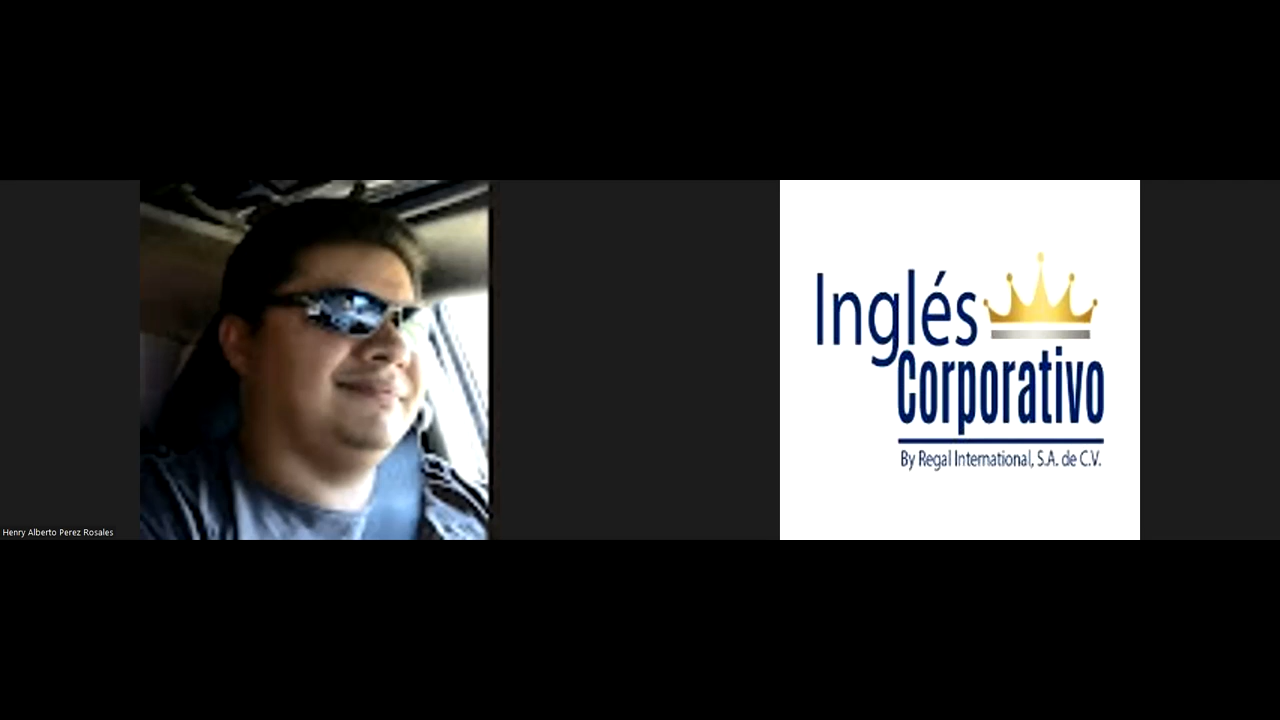 Inglés
Corporativo
By Regal International, S.A. de C.V.
Henry Alberto Perez Rosales